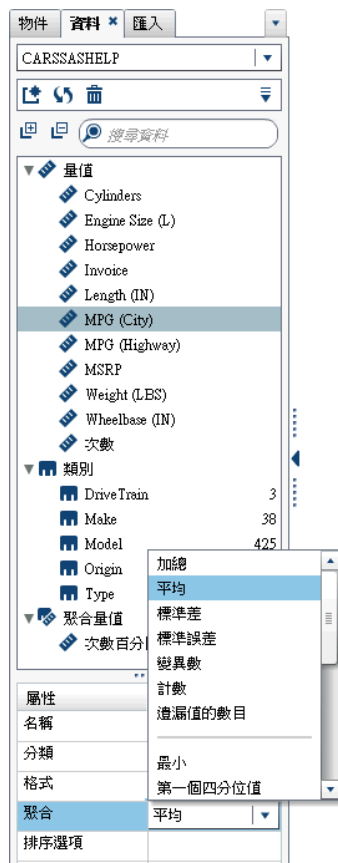 物件 資料 匯入
CARSSASHELP
搜尋資料
量值
Cylinders
Engine Size (L)
Horsepower
Invoice
Length (IN)
MPG (City)
MPG (Highway)
MSRP
Weight (LBS)
Wheelbase (IN)
次數
類別
DriveTrain 3
Make 38
Model 425
Origin
Type
聚合量值
次數百分
加總
平均
標準差
標準誤差
變異數
計數
遺漏值的數目
最小
第一個四分位值
屬性
名稱
分類
格式
聚合 平均
排序選項